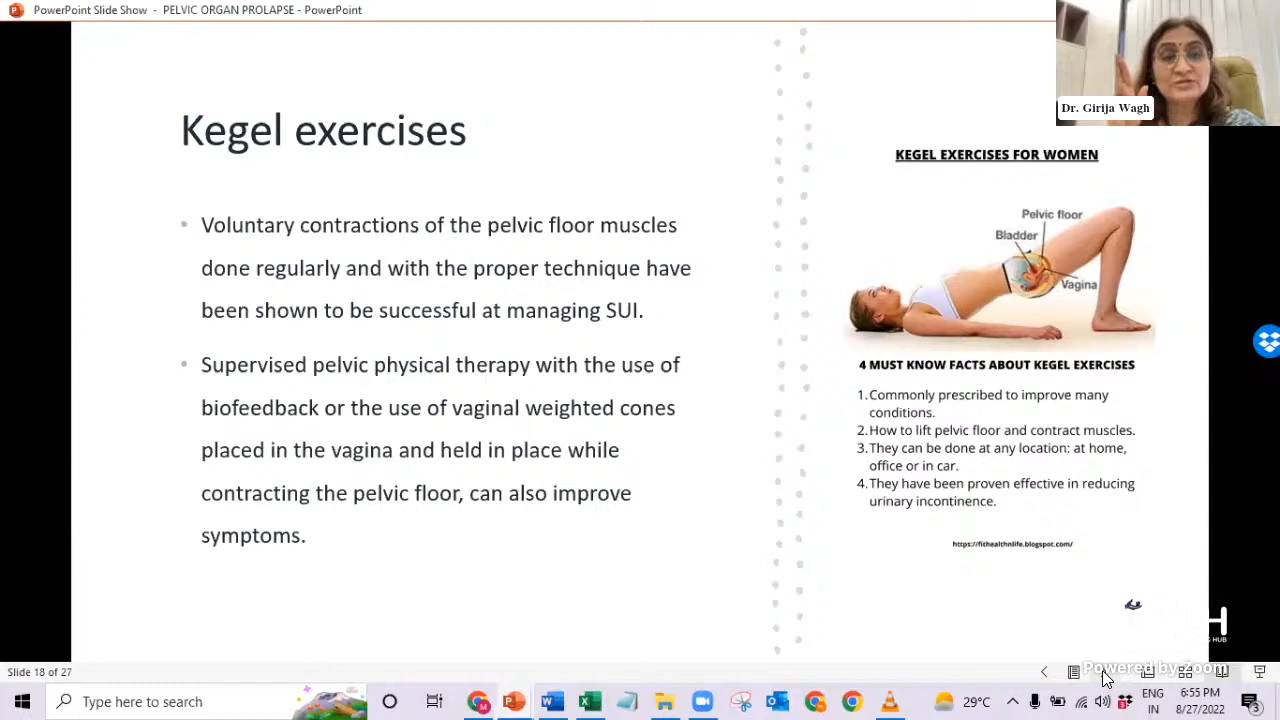 PowerPoint Slide Show - PELVIC ORGAN PROLAPSE - PowerPoint
Dr. Girija Wagh
Kegel exercises
• Voluntary contractions of the pelvic floor muscles
done regularly and with the proper technique have
been shown to be successful at managing SUI.
• Supervised pelvic physical therapy with the use of
biofeedback or the use of vaginal weighted cones
placed in the vagina and held in place while
contracting the pelvic floor, can also improve
symptoms.
KEGEL EXERCISES FOR WOMEN
Pelvic floor
Bladder
Vagina
4 MUST KNOW FACTS ABOUT KEGEL EXERCISES
1. Commonly prescribed to improve many
conditions.
2. How to lift pelvic floor and contract muscles.
3. They can be done at any location: at home,
office or in car.
4. They have been proven effective in reducing
urinary incontinence.
https://fithealthnlife.blogspot.com/
H
HUB
Slide 18 of 27
Powered by Zoom
Type here to search
29°C
ENG
IN
6:55 PM
8/27/2022
3